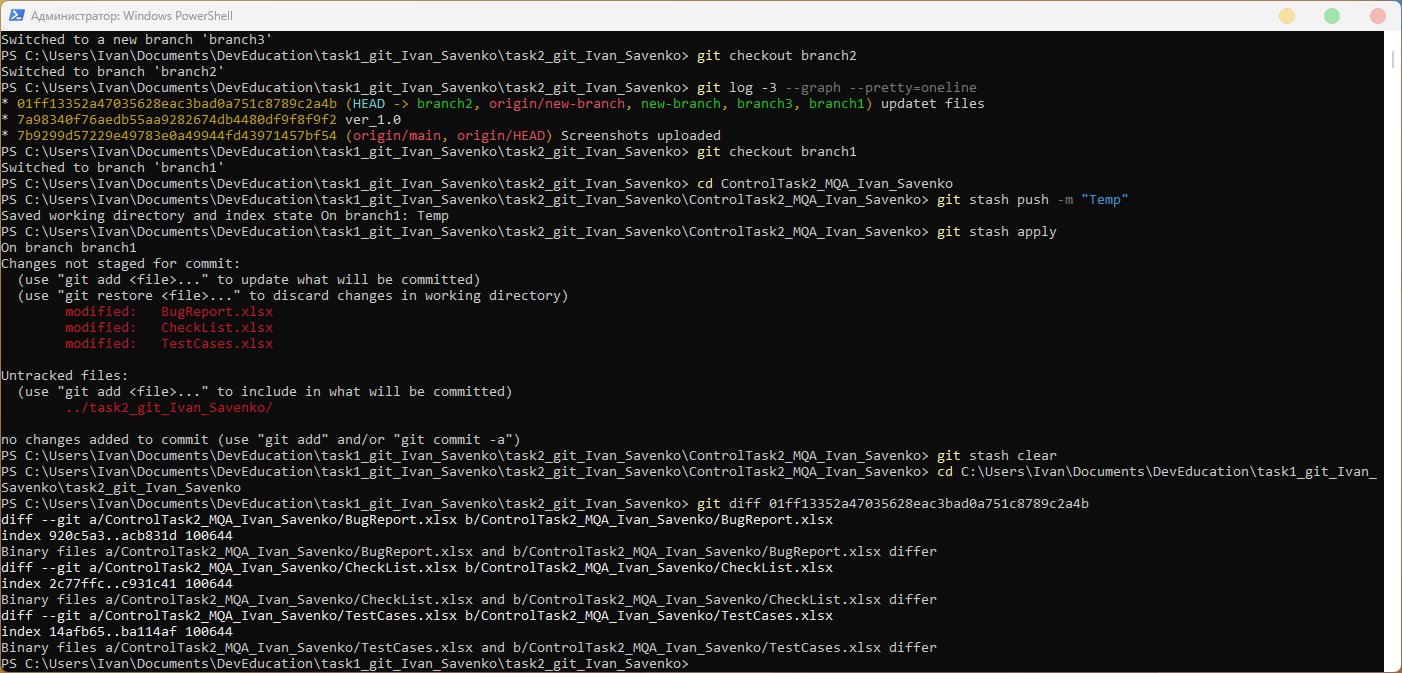 Администратор: Windows PowerShell
Switched to a new branch 'branch3'
PS C:\Users\Ivan\Documents\DevEducation\task1_git_Ivan_Savenko\task2_git_Ivan_Savenko> git checkout branch2
Switched to branch 'branch2'
PS C:\Users\Ivan\Documents\DevEducation\task1_git_Ivan_Savenko\task2_git_Ivan_Savenko> git log -3 --graph --pretty=oneline
* 01ff13352a47035628eac3bad0a751c8789c2a4b (HEAD -> branch2, origin/new-branch, new-branch, branch3, branch1) updatet files
* 7a98340f76aedb55aa9282674db4480df9f8f9f2 ver_1.0
* 7b9299d57229e49783e0a49944fd43971457bf54 (origin/main, origin/HEAD) Screenshots uploaded
PS C:\Users\Ivan\Documents\DevEducation\task1_git_Ivan_Savenko\task2_git_Ivan_Savenko> git checkout branch1
Switched to branch 'branch1'
PS C:\Users\Ivan\Documents\DevEducation\task1_git_Ivan_Savenko\task2_git_Ivan_Savenko> cd ControlTask2_MQA_Ivan_Savenko
PS C:\Users\Ivan\Documents\DevEducation\task1_git_Ivan_Savenko\task2_git_Ivan_Savenko\ControlTask2_MQA_Ivan_Savenko> git stash push -m "Temp"
Saved working directory and index state On branch1: Temp
PS C:\Users\Ivan\Documents\DevEducation\task1_git_Ivan_Savenko\task2_git_Ivan_Savenko\ControlTask2_MQA_Ivan_Savenko> git stash apply
On branch branch1
Changes not staged for commit:
  (use "git add <file>..." to update what will be committed)
  (use "git restore <file>..." to discard changes in working directory)
        modified:   BugReport.xlsx
        modified:   CheckList.xlsx
        modified:   TestCases.xlsx

Untracked files:
  (use "git add <file>..." to include in what will be committed)
        ../task2_git_Ivan_Savenko/

no changes added to commit (use "git add" and/or "git commit -a")
PS C:\Users\Ivan\Documents\DevEducation\task1_git_Ivan_Savenko\task2_git_Ivan_Savenko\ControlTask2_MQA_Ivan_Savenko> git stash clear
PS C:\Users\Ivan\Documents\DevEducation\task1_git_Ivan_Savenko\task2_git_Ivan_Savenko\ControlTask2_MQA_Ivan_Savenko> cd C:\Users\Ivan\Documents\DevEducation\task1_git_Ivan_
Savenko\task2_git_Ivan_Savenko
PS C:\Users\Ivan\Documents\DevEducation\task1_git_Ivan_Savenko\task2_git_Ivan_Savenko> git diff 01ff13352a47035628eac3bad0a751c8789c2a4b
diff --git a/ControlTask2_MQA_Ivan_Savenko/BugReport.xlsx b/ControlTask2_MQA_Ivan_Savenko/BugReport.xlsx
index 920c5a3..acb831d 100644
Binary files a/ControlTask2_MQA_Ivan_Savenko/BugReport.xlsx and b/ControlTask2_MQA_Ivan_Savenko/BugReport.xlsx differ
diff --git a/ControlTask2_MQA_Ivan_Savenko/CheckList.xlsx b/ControlTask2_MQA_Ivan_Savenko/CheckList.xlsx
index 2c77ffc..c931c41 100644
Binary files a/ControlTask2_MQA_Ivan_Savenko/CheckList.xlsx and b/ControlTask2_MQA_Ivan_Savenko/CheckList.xlsx differ
diff --git a/ControlTask2_MQA_Ivan_Savenko/TestCases.xlsx b/ControlTask2_MQA_Ivan_Savenko/TestCases.xlsx
index 14afb65..ba114af 100644
Binary files a/ControlTask2_MQA_Ivan_Savenko/TestCases.xlsx and b/ControlTask2_MQA_Ivan_Savenko/TestCases.xlsx differ
PS C:\Users\Ivan\Documents\DevEducation\task1_git_Ivan_Savenko\task2_git_Ivan_Savenko>